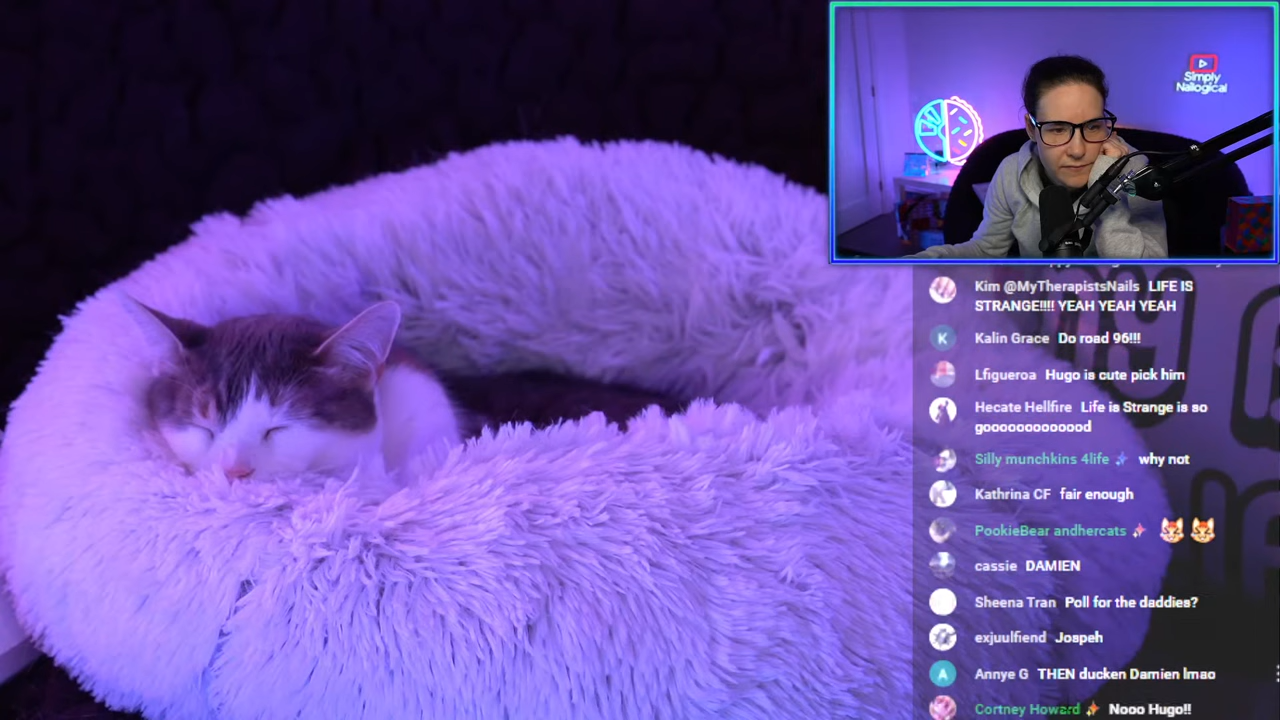 Simply
Nailogical
Kim @MyTherapistsNails LIFE IS
STRANGE!!!! YEAH YEAH YEAH
K Kalin Grace Do road 96!!!
Lfigueroa Hugo is cute pick him
Hecate Hellfire Life is Strange is so
gooooooooooood
Silly munchkins 4life why not
Kathrina CF fair enough
PookieBear andhercats
cassie DAMIEN
Sheena Tran Poll for the daddies?
exjuulfiend Jospeh
A Annye G THEN ducken Damien lmao
Cortney Howard Nooo Hugo!!